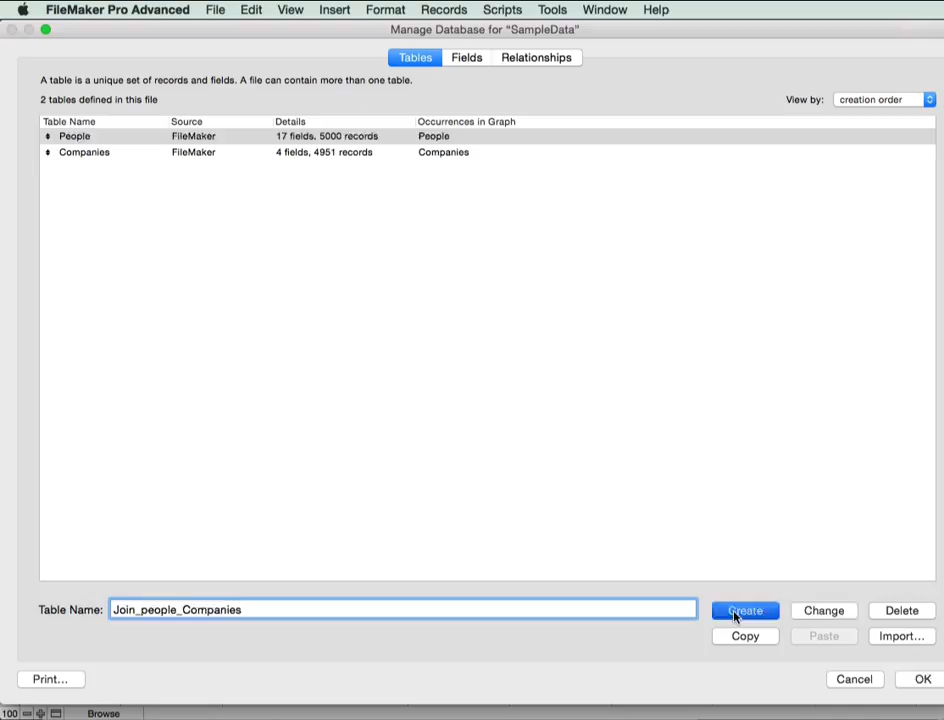 FileMaker Pro Advanced File Edit View Insert Format Records Scripts Tools Window Help
Manage Database for “SampleData”
Tables Fields Relationships
A table is a unique set of records and fields. A file can contain more than one table.
2 tables defined in this file View by: creation order
Table Name Source Details Occurrences in Graph
People FileMaker 17 fields, 5000 records People
Companies FileMaker 4 fields, 4951 records Companies
Table Name: Join_people_Companies Create Change Delete
Copy Paste Import...
Print... Cancel OK
100 Browse